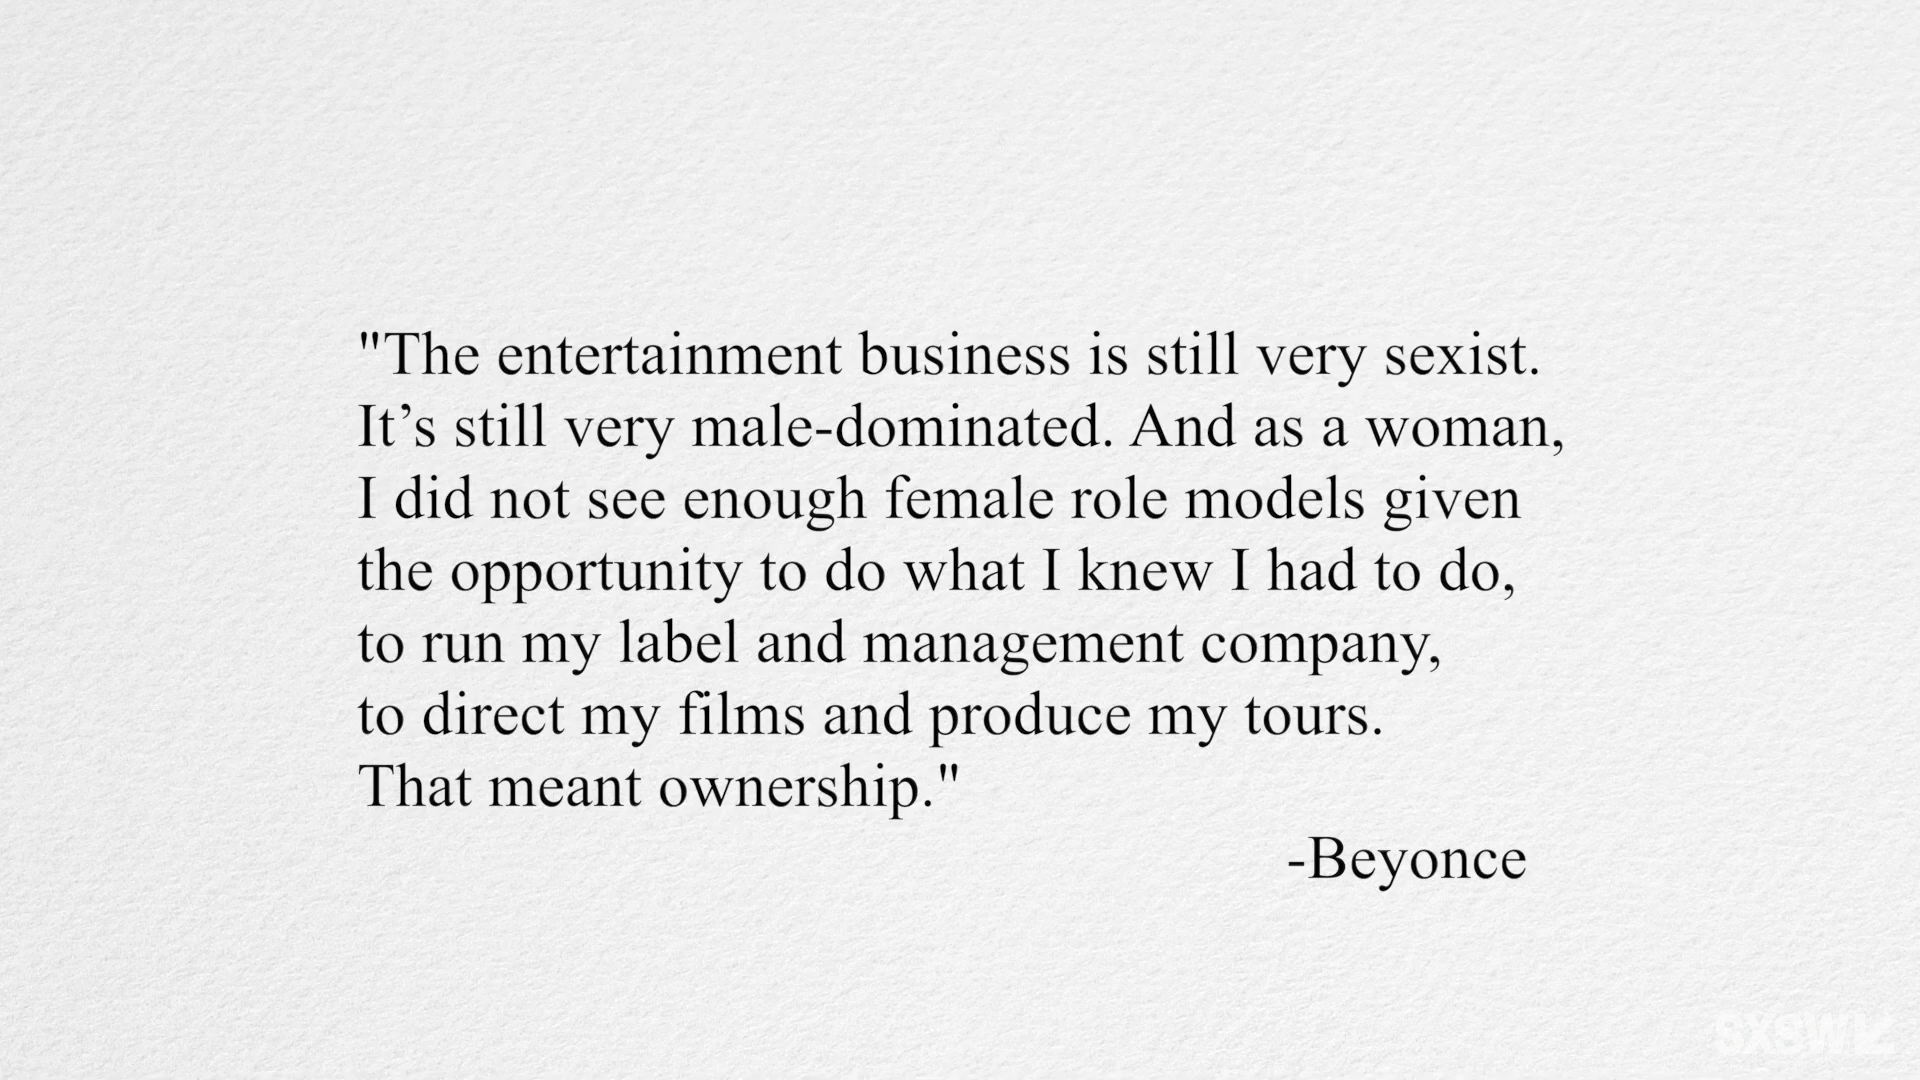 "The entertainment business is still very sexist.
It’s still very male-dominated. And as a woman,
I did not see enough female role models given
the opportunity to do what I knew I had to do,
to run my label and management company,
to direct my films and produce my tours.
That meant ownership."
-Beyonce
SXSW